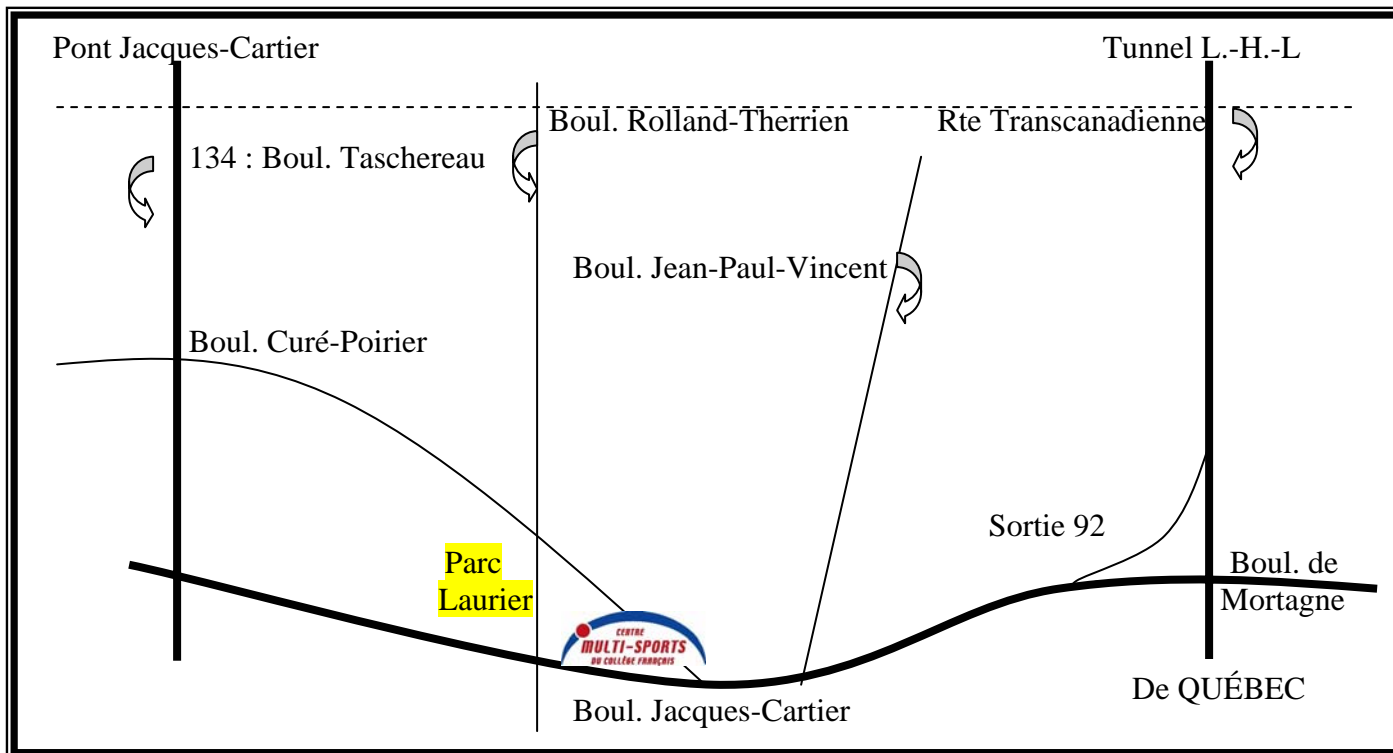 Pont Jacques-Cartier
Tunnel L.-H.-L
Boul. Rolland-Therrien
Rte Transcanadienne
134 : Boul. Taschereau
Boul. Jean-Paul-Vincent
Boul. Curé-Poirier
Sortie 92
Parc
Laurier
Boul. de
Mortagne
CENTRE
MULTI-SPORTS
DU COLLÈGE FRANÇAIS
De QUÉBEC
Boul. Jacques-Cartier